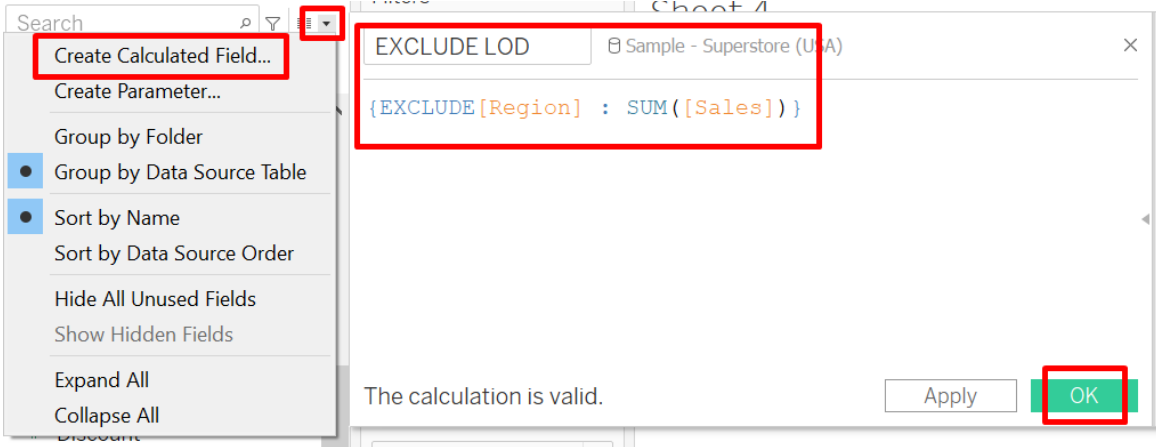 Search
Create Calculated Field...
Create Parameter...
Group by Folder
Group by Data Source Table
Sort by Name
Sort by Data Source Order
Hide All Unused Fields
Show Hidden Fields
Expand All
Collapse All
Discount
Sheet 4
EXCLUDE LOD
Sample - Superstore (USA)
{EXCLUDE[Region] : SUM([Sales])}
The calculation is valid.
Apply
OK